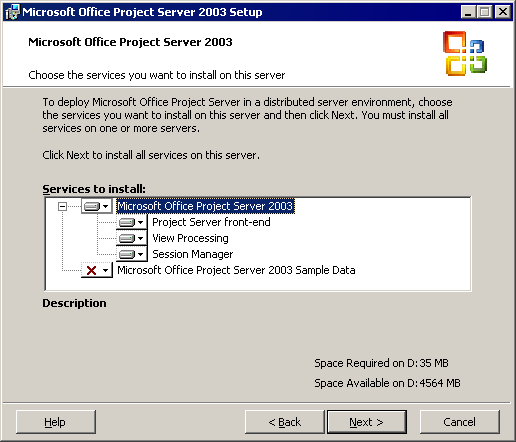 Microsoft Office Project Server 2003 Setup
Microsoft Office Project Server 2003
Choose the services you want to install on this server
To deploy Microsoft Office Project Server in a distributed server environment, choose
the services you want to install on this server and then click Next. You must install all
services on one or more servers.
Click Next to install all services on this server.
Services to install:
Microsoft Office Project Server 2003
Project Server front-end
View Processing
Session Manager
Microsoft Office Project Server 2003 Sample Data
Description
Space Required on D: 35 MB
Space Available on D: 4564 MB
Help
< Back
Next >
Cancel